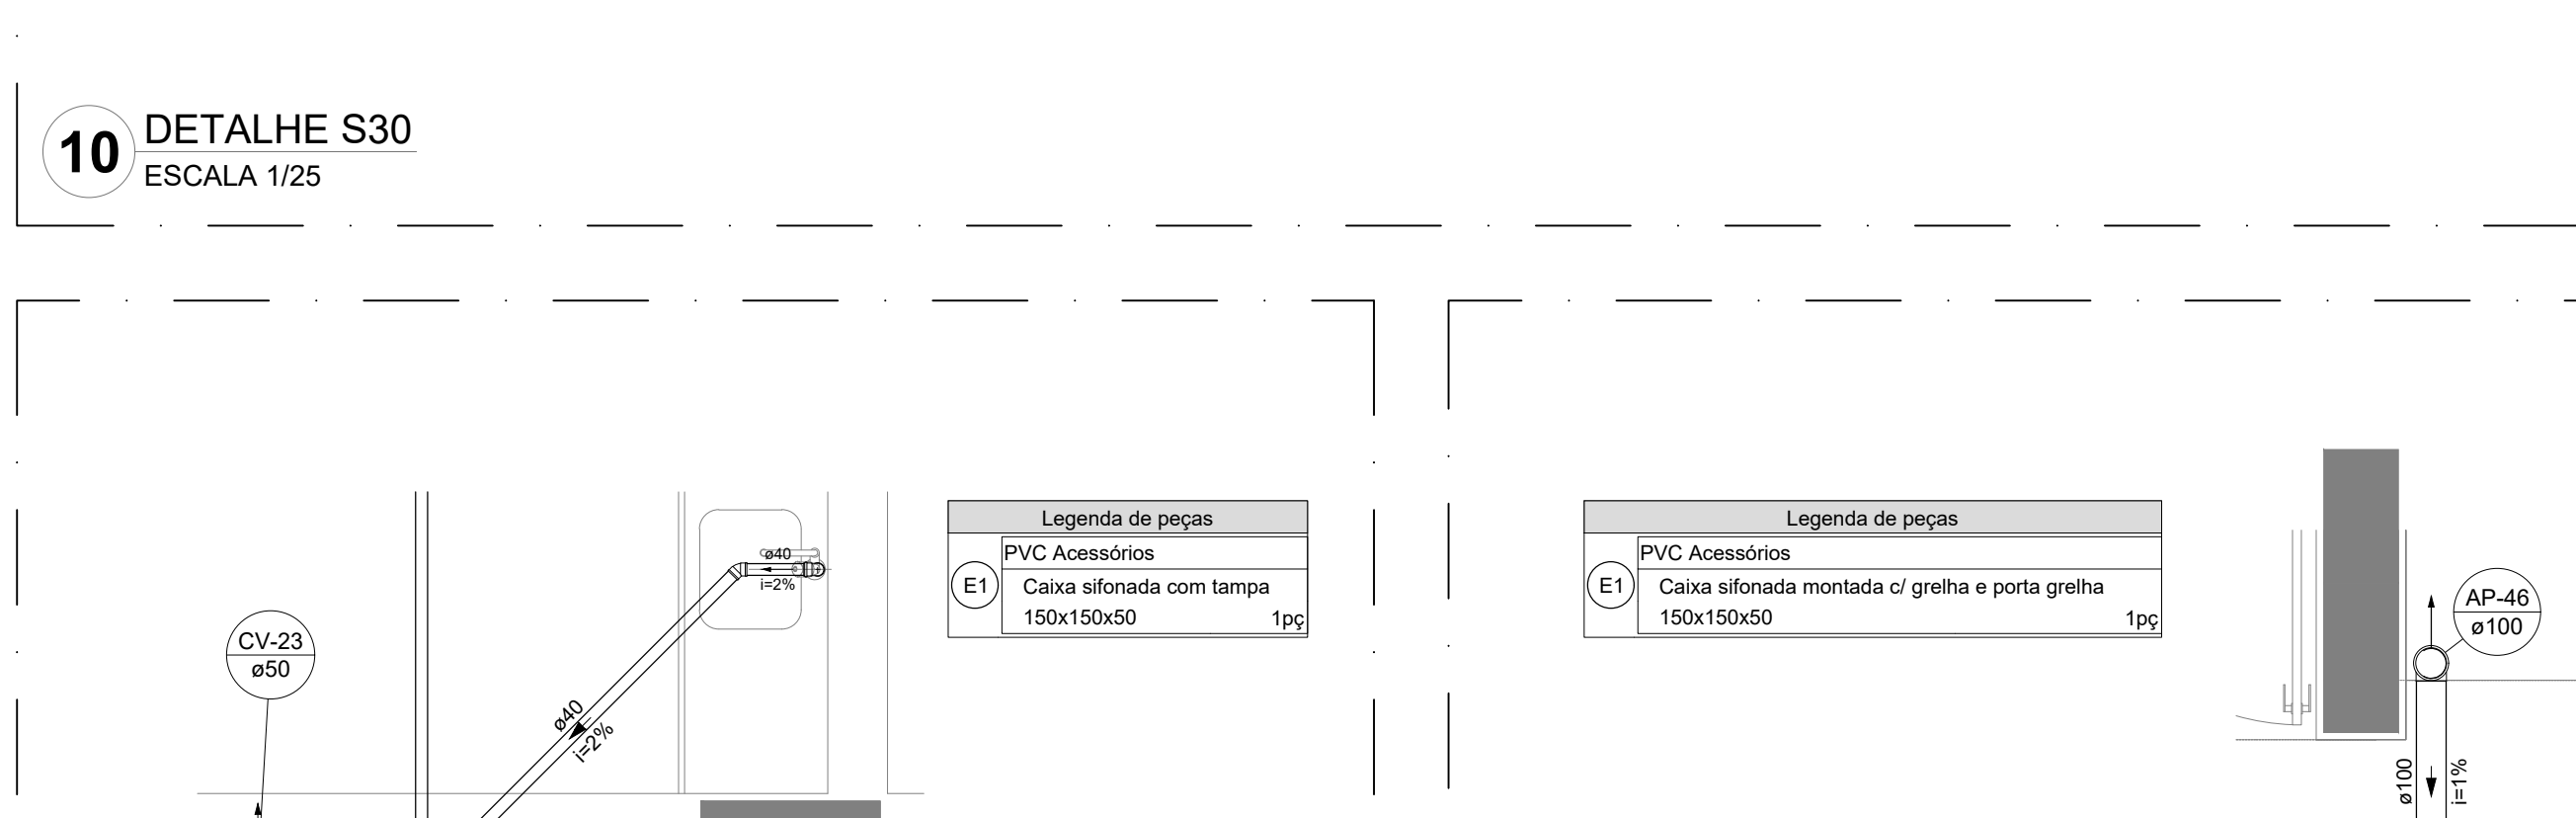 10
DETALHE S30
ESCALA 1/25
ø40
i=2%
CV-23
ø50
ø40
i=2%
Legenda de peças
E1
PVC Acessórios
Caixa sifonada com tampa
150x150x50 1pç
Legenda de peças
E1
PVC Acessórios
Caixa sifonada montada c/ grelha e porta grelha
150x150x50 1pç
AP-46
ø100
ø100
i=1%